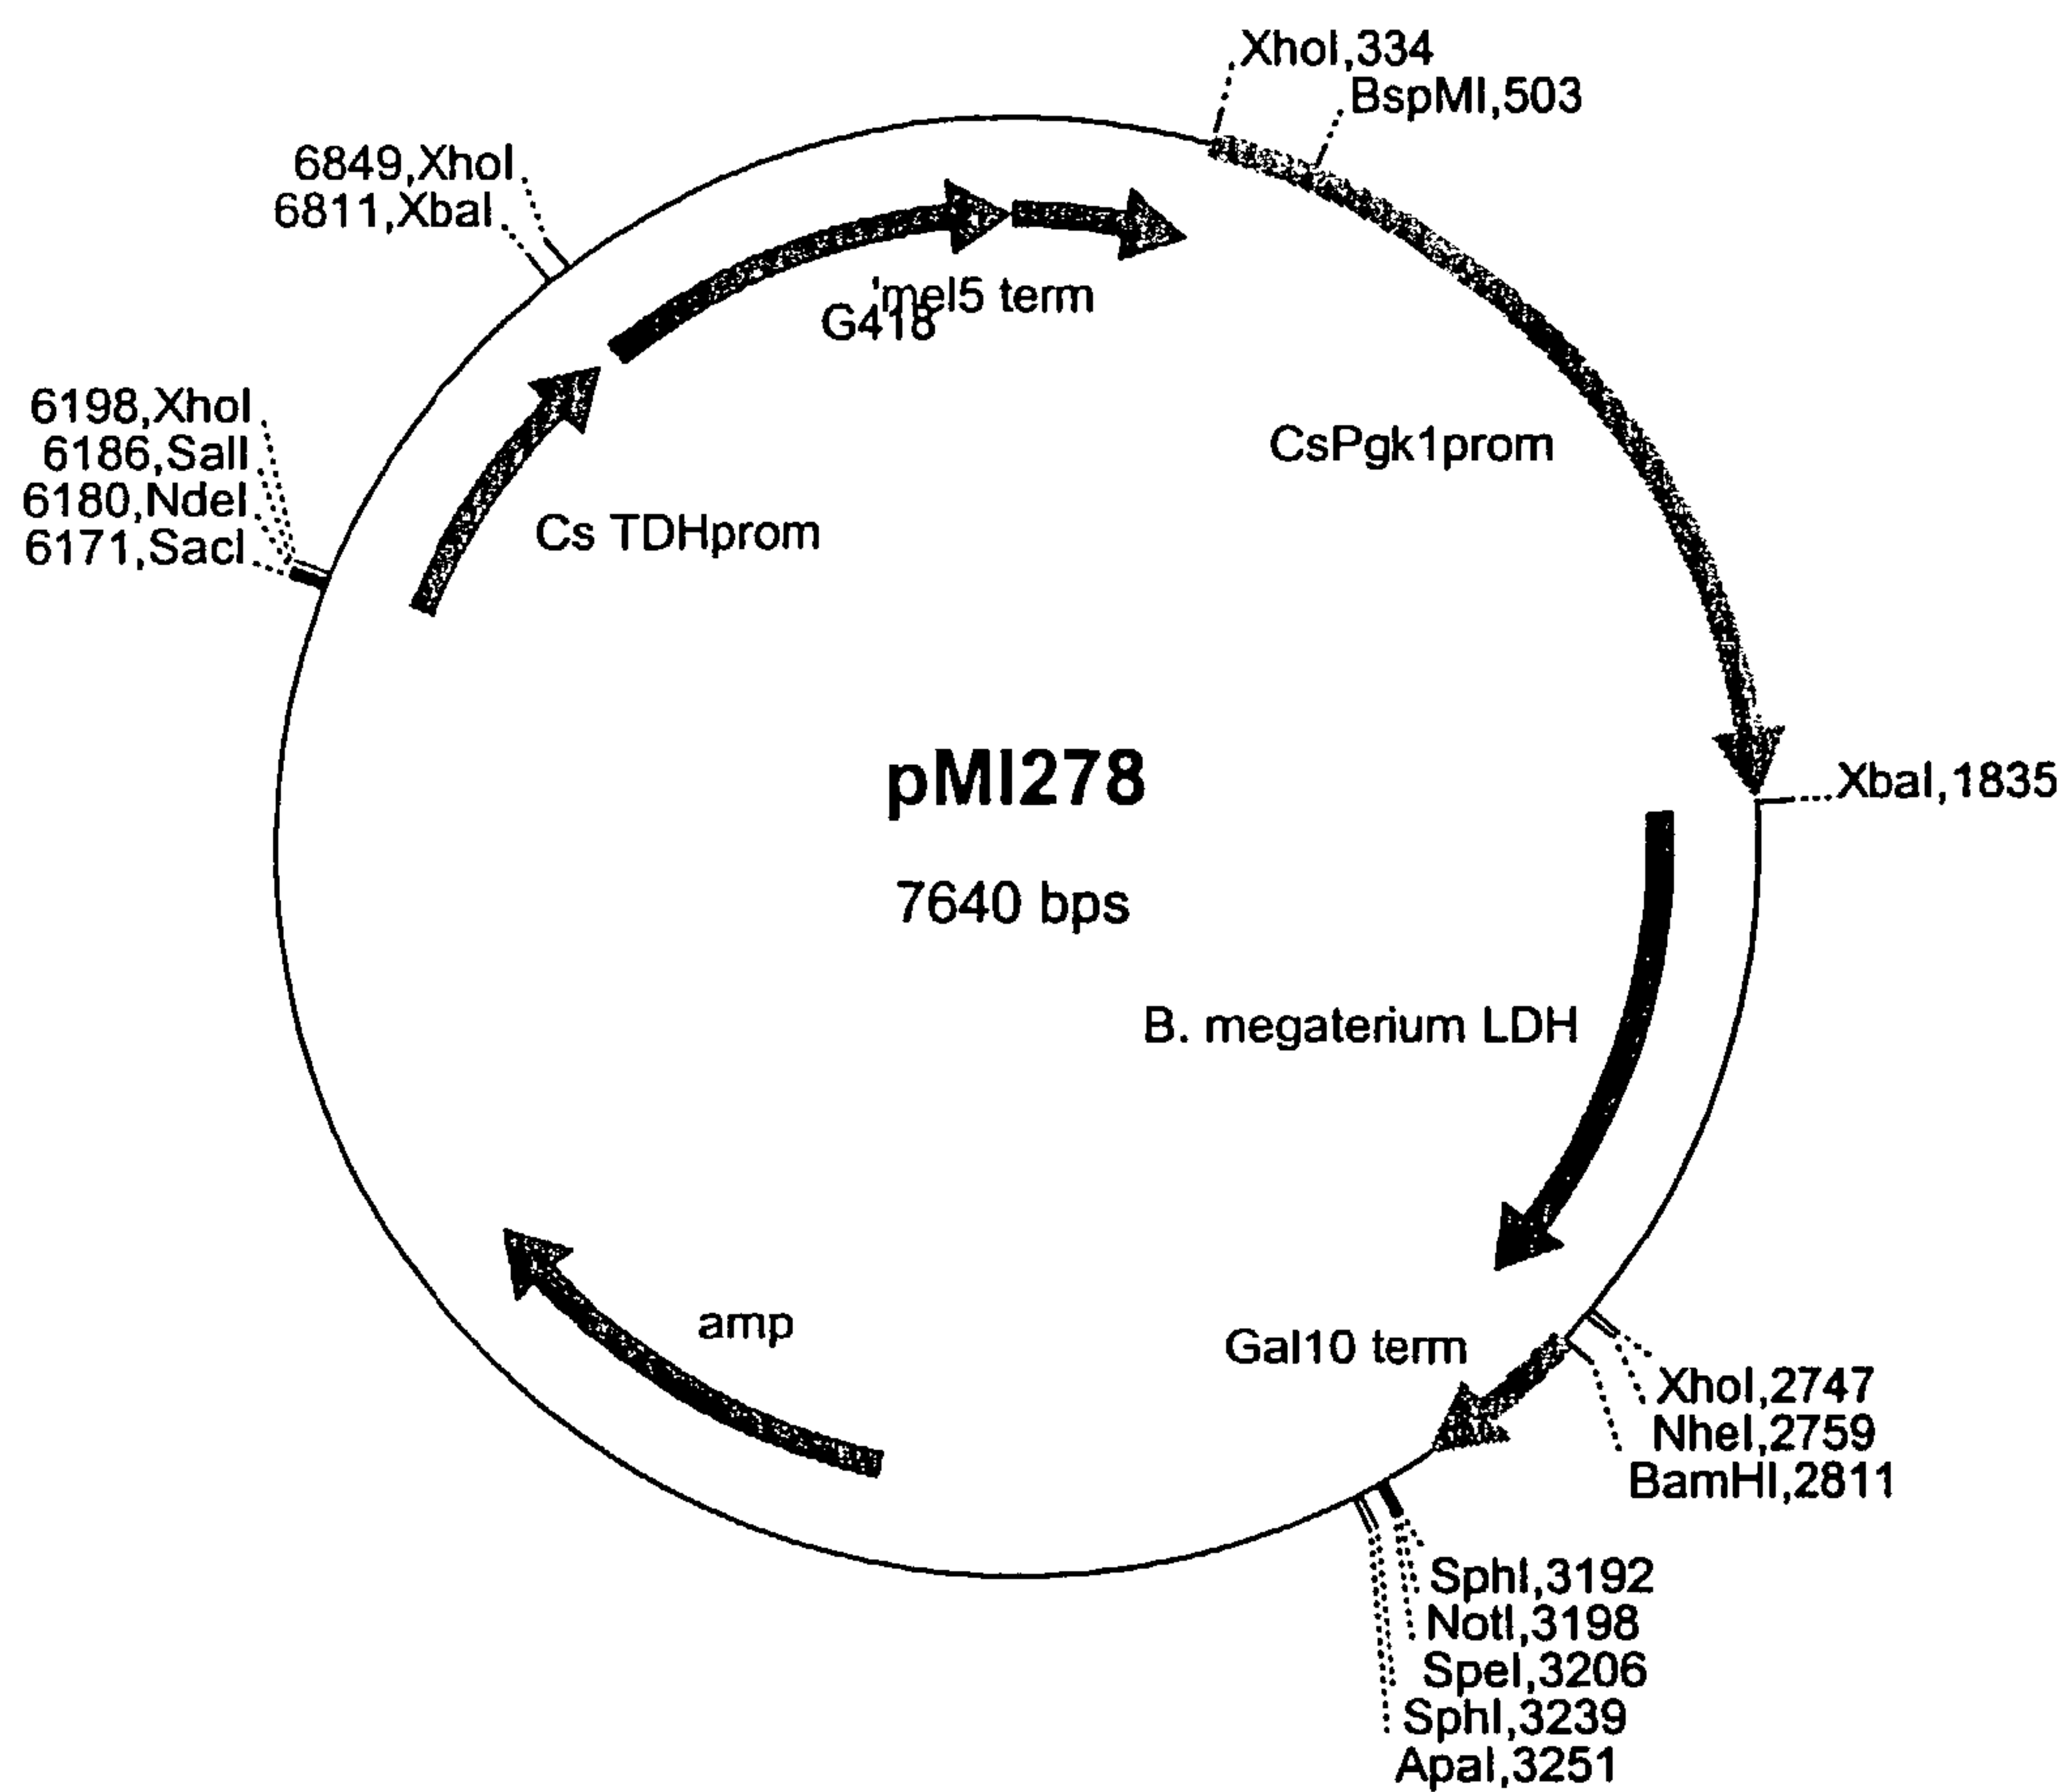 XhoI,334
BspMI,503
6849,XhoI
6811,XbaI
'mel5 term
G418
6198,XhoI
6186,SalI
6180,NdeI
6171,SacI
CsPgk1prom
Cs TDHprom
pMI278
XbaI,1835
7640 bps
B. megaterium LDH
amp
Gal10 term
XhoI,2747
NheI,2759
BamHI,2811
SphI,3192
NotI,3198
SpeI,3206
SphI,3239
ApaI,3251